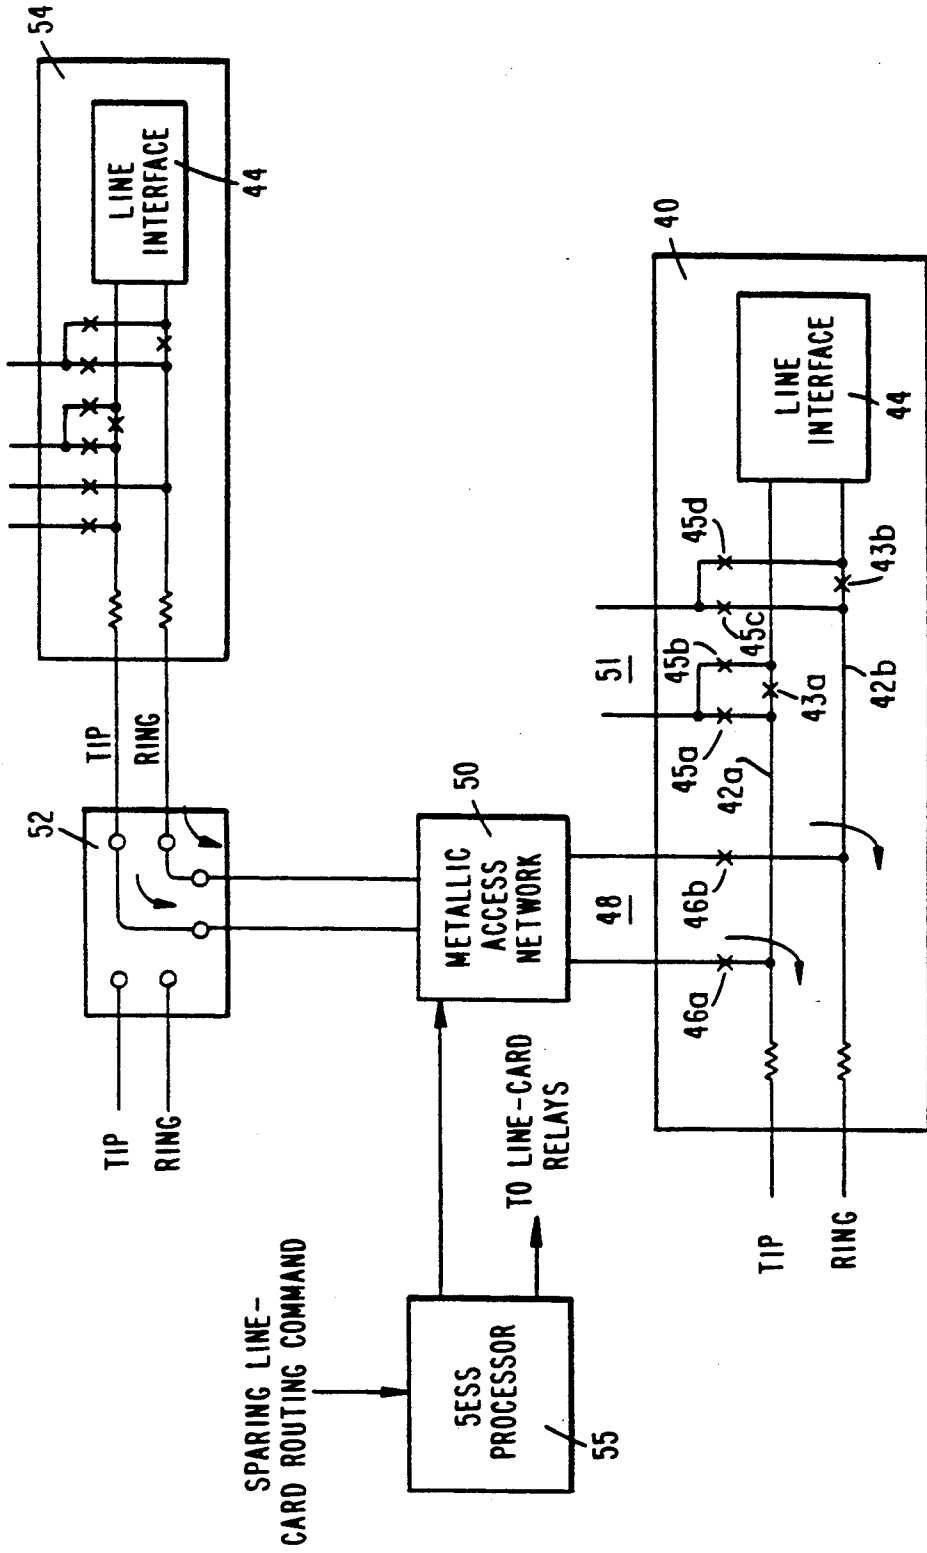 SPARING LINE-
CARD ROUTING COMMAND
5ESS
PROCESSOR
55
TO LINE-CARD
RELAYS
TIP
RING
52
TIP
RING
54
LINE
INTERFACE
44
METALLIC
ACCESS
NETWORK
50
48
51
TIP
RING
46a
46b
42a
45a
45b
43a
45c
45d
42b
43b
40
LINE
INTERFACE
44